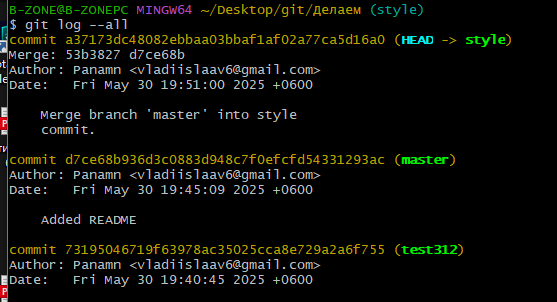 B-ZONE@B-ZONEPC MINGW64 ~/Desktop/git/Делаем (style)
$ git log --all
commit a37173dc48082ebbaa03bbaf1af02a77ca5d16a0 (HEAD -> style)
Merge: 53b3827 d7ce68b
Author: Panamn <vladiislaav6@gmail.com>
Date:   Fri May 30 19:51:00 2025 +0600
    Merge branch 'master' into style
    commit.
commit d7ce68b936d3c0883d948c7f0efcfd54331293ac (master)
Author: Panamn <vladiislaav6@gmail.com>
Date:   Fri May 30 19:45:09 2025 +0600
    Added README
commit 73195046719f63978ac35025cca8e729a2a6f755 (test312)
Author: Panamn <vladiislaav6@gmail.com>
Date:   Fri May 30 19:40:45 2025 +0600